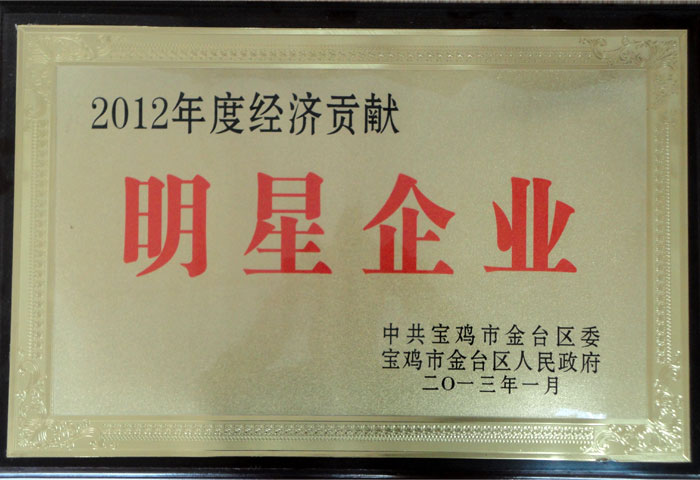 2012年度经济贡献
明星企业
中共宝鸡市金台区委
宝鸡市金台区人民政府
二〇一三年一月